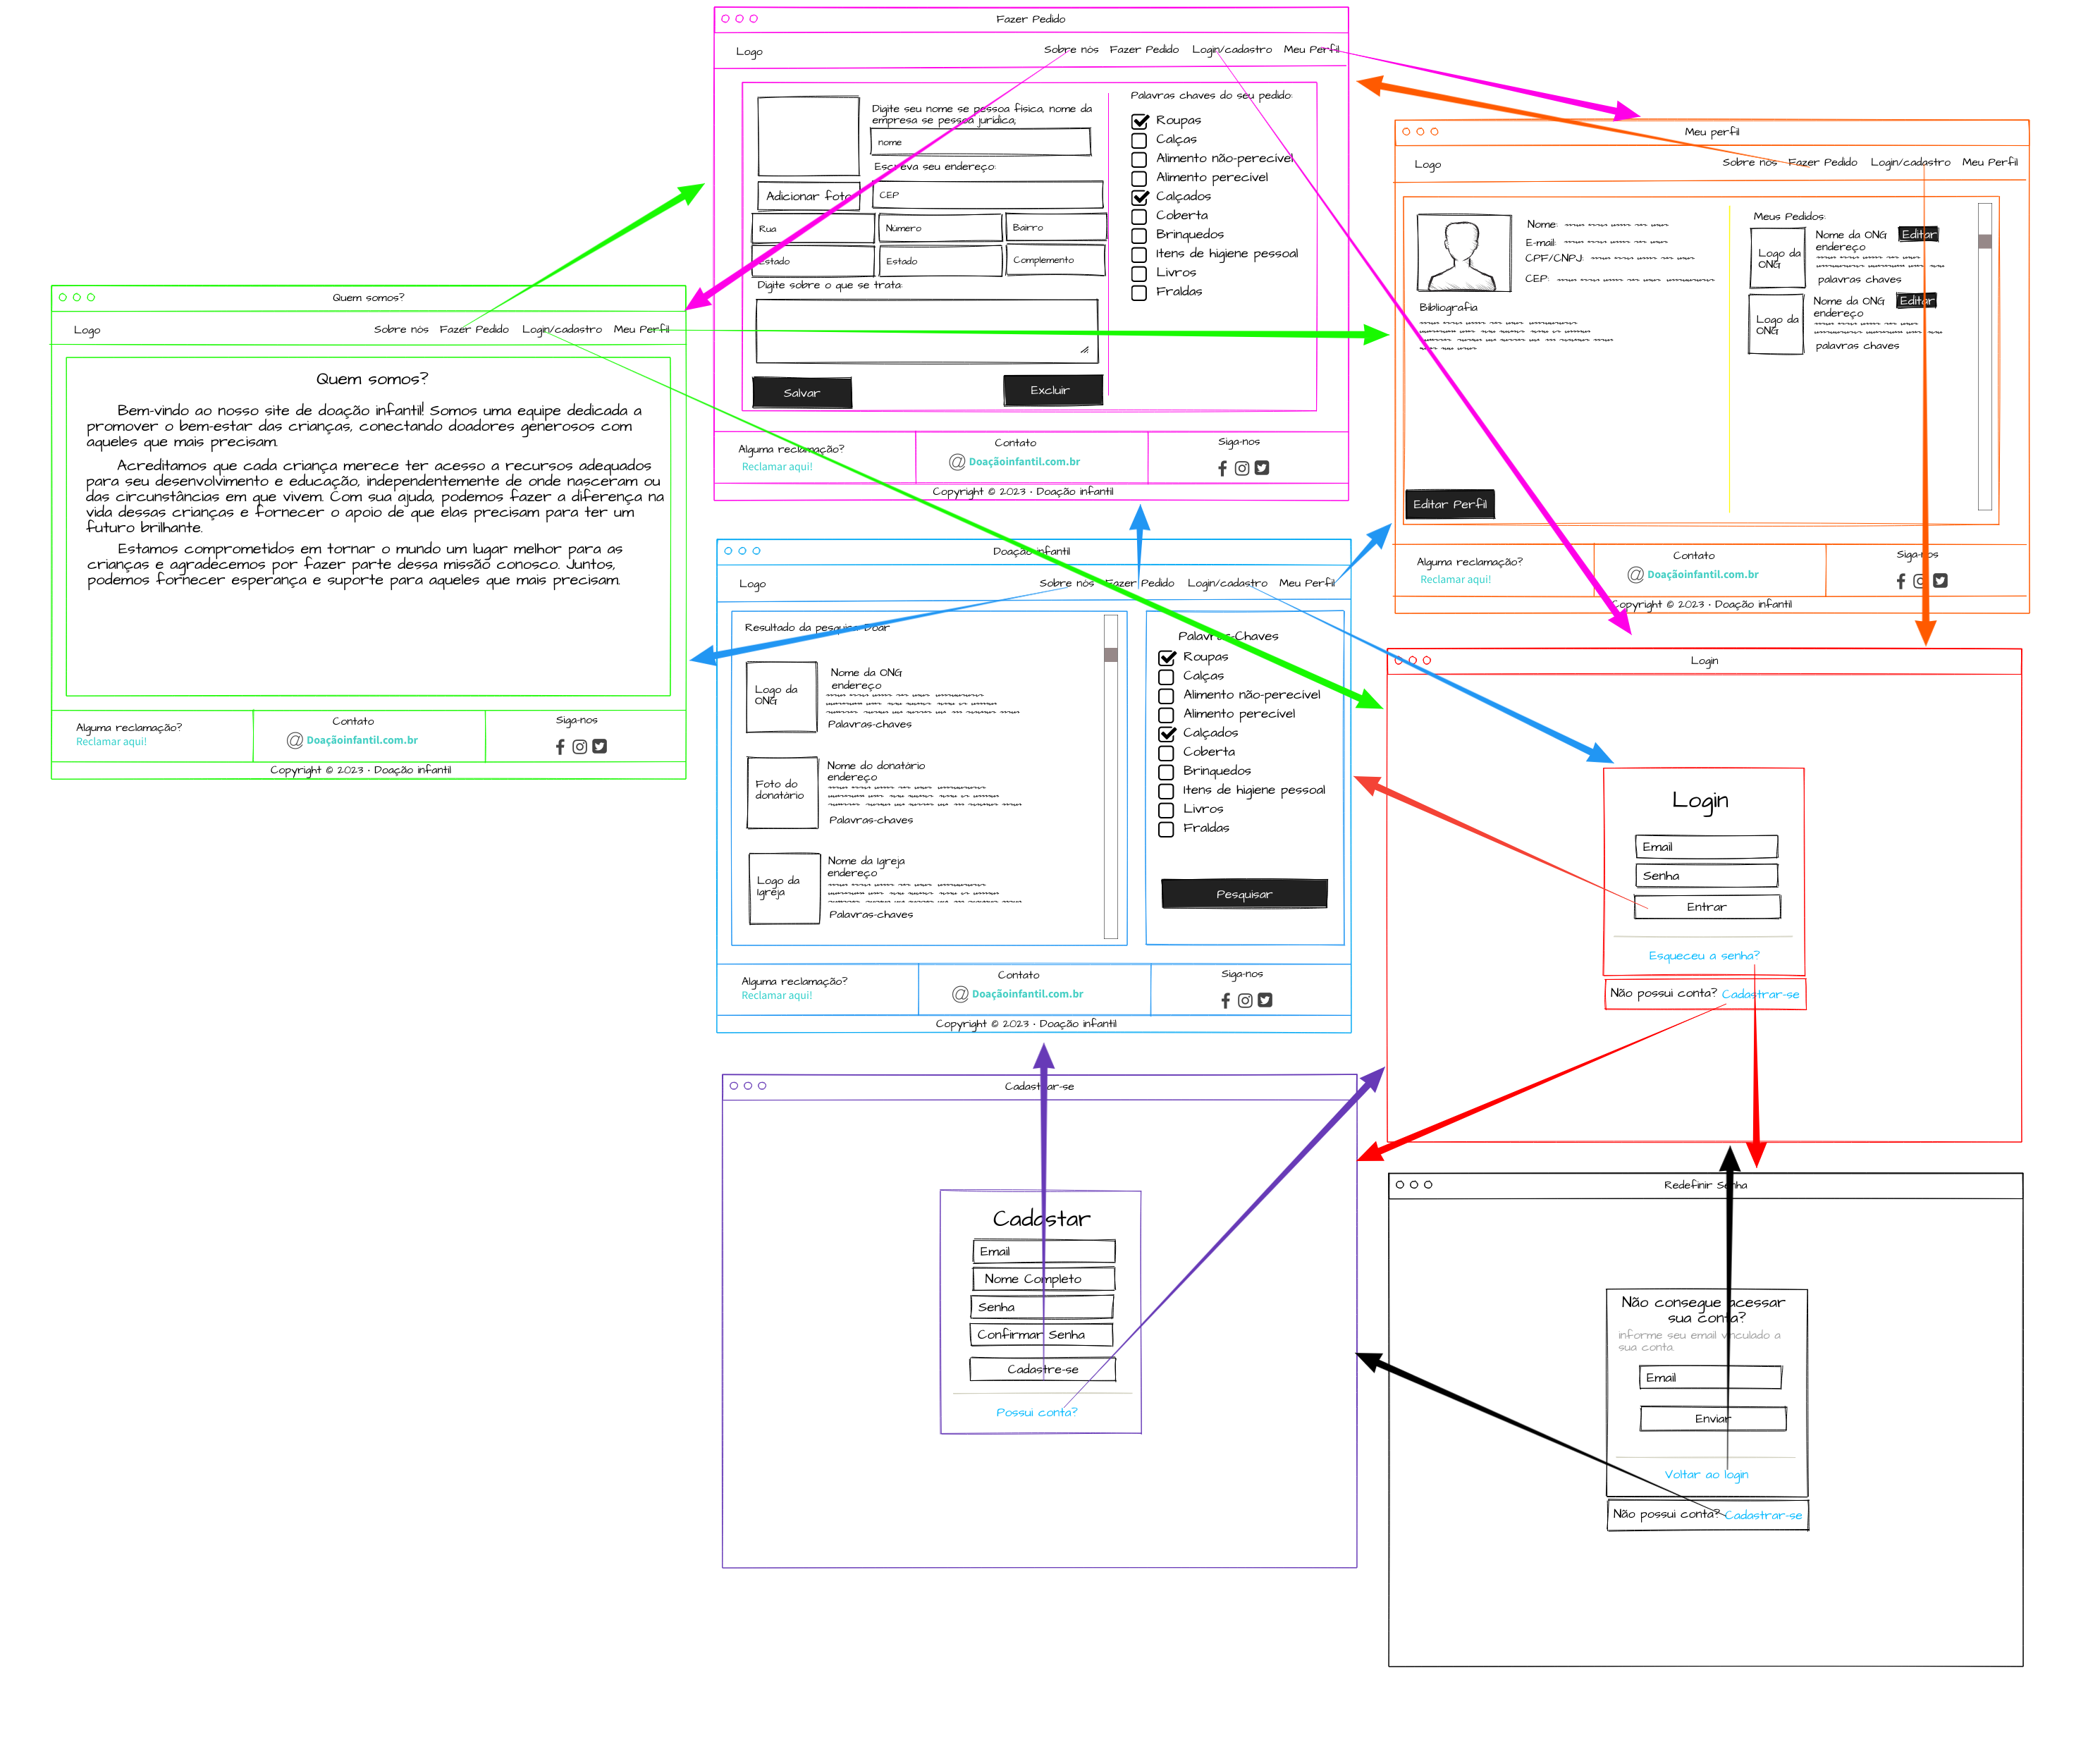 Fazer Pedido
Logo
Sobre nós Fazer Pedido Login/cadastro Meu Perfil
Digite seu nome se pessoa física, nome da
empresa se pessoa jurídica;
nome
Escreva seu endereço:
Adicionar foto
CEP
Rua
Número
Bairro
Estado
Estado
Complemento
Digite sobre o que se trata:
Salvar
Excluir
Palavras chaves do seu pedido:
Roupas
Calças
Alimento não-perecível
Alimento perecível
Calçados
Coberta
Brinquedos
Itens de higiene pessoal
Livros
Fraldas
Alguma reclamação?
Reclamar aqui!
Contato
@ Doaçãoinfantil.com.br
Siga-nos
Copyright © 2023 • Doação infantil
Meu perfil
Logo
Sobre nós Fazer Pedido Login/cadastro Meu Perfil
Nome:
E-mail:
CPF/CNPJ:
CEP:
Bibliografia
Editar Perfil
Meus Pedidos:
Logo da
ONG
Nome da ONG
Editar
endereço
palavras chaves
Logo da
ONG
Nome da ONG
Editar
endereço
palavras chaves
Alguma reclamação?
Reclamar aqui!
Contato
@ Doaçãoinfantil.com.br
Siga-nos
Copyright © 2023 • Doação infantil
Quem somos?
Logo
Sobre nós Fazer Pedido Login/cadastro Meu Perfil
Quem somos?
Bem-vindo ao nosso site de doação infantil! Somos uma equipe dedicada a
promover o bem-estar das crianças, conectando doadores generosos com
aqueles que mais precisam.
Acreditamos que cada criança merece ter acesso a recursos adequados
para seu desenvolvimento e educação, independentemente de onde nasceram ou
das circunstâncias em que vivem. Com sua ajuda, podemos fazer a diferença na
vida dessas crianças e fornecer o apoio de que elas precisam para ter um
futuro brilhante.
Estamos comprometidos em tornar o mundo um lugar melhor para as
crianças e agradecemos por fazer parte dessa missão conosco. Juntos,
podemos fornecer esperança e suporte para aqueles que mais precisam.
Alguma reclamação?
Reclamar aqui!
Contato
@ Doaçãoinfantil.com.br
Siga-nos
Copyright © 2023 • Doação infantil
Doação infantil
Logo
Sobre nós Fazer Pedido Login/cadastro Meu Perfil
Resultado da pesquisa Doar
Logo da
ONG
Nome da ONG
endereço
Palavras-chaves
Foto do
donatário
Nome do donatário
endereço
Palavras-chaves
Logo da
Igreja
Nome da Igreja
endereço
Palavras-chaves
Palavras-Chaves
Roupas
Calças
Alimento não-perecível
Alimento perecível
Calçados
Coberta
Brinquedos
Itens de higiene pessoal
Livros
Fraldas
Pesquisar
Alguma reclamação?
Reclamar aqui!
Contato
@ Doaçãoinfantil.com.br
Siga-nos
Copyright © 2023 • Doação infantil
Login
Login
Email
Senha
Entrar
Esqueceu a senha?
Não possui conta? Cadastrar-se
Cadastrar-se
Cadastar
Email
Nome Completo
Senha
Confirmar Senha
Cadastre-se
Possui conta?
Redefinir Senha
Não consegue acessar
sua conta?
informe seu email vinculado a
sua conta.
Email
Enviar
Voltar ao login
Não possui conta? Cadastrar-se